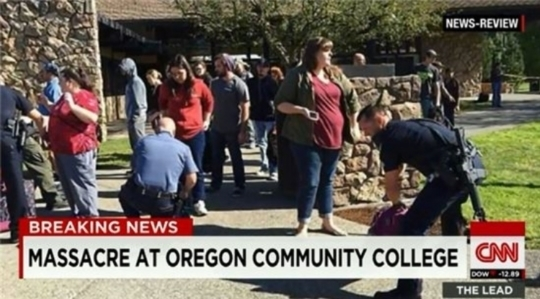 NEWS-REVIEW
BREAKING NEWS
MASSACRE AT OREGON COMMUNITY COLLEGE
CNN
DOW -12.89
THE LEAD